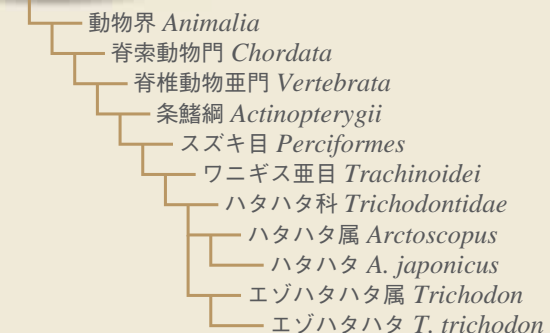 動物界 Animalia
脊索動物門 Chordata
脊椎動物亜門 Vertebrata
条鰭綱 Actinopterygii
スズキ目 Perciformes
ワニギス亜目 Trachinoidei
ハタハタ科 Trichodontidae
ハタハタ属 Arctoscopus
ハタハタ A. japonicus
エゾハタハタ属 Trichodon
エゾハタハタ T. trichodon